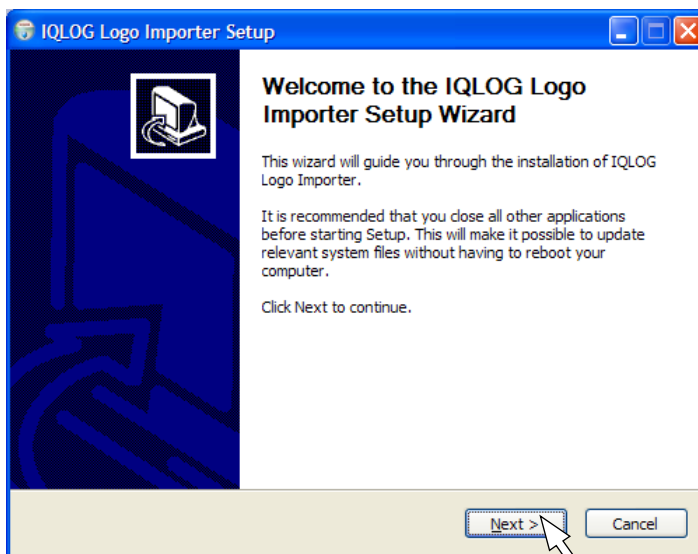 IQLOG Logo Importer Setup
Welcome to the IQLOG Logo
Importer Setup Wizard
This wizard will guide you through the installation of IQLOG
Logo Importer.
It is recommended that you close all other applications
before starting Setup. This will make it possible to update
relevant system files without having to reboot your
computer.
Click Next to continue.
Next >
Cancel